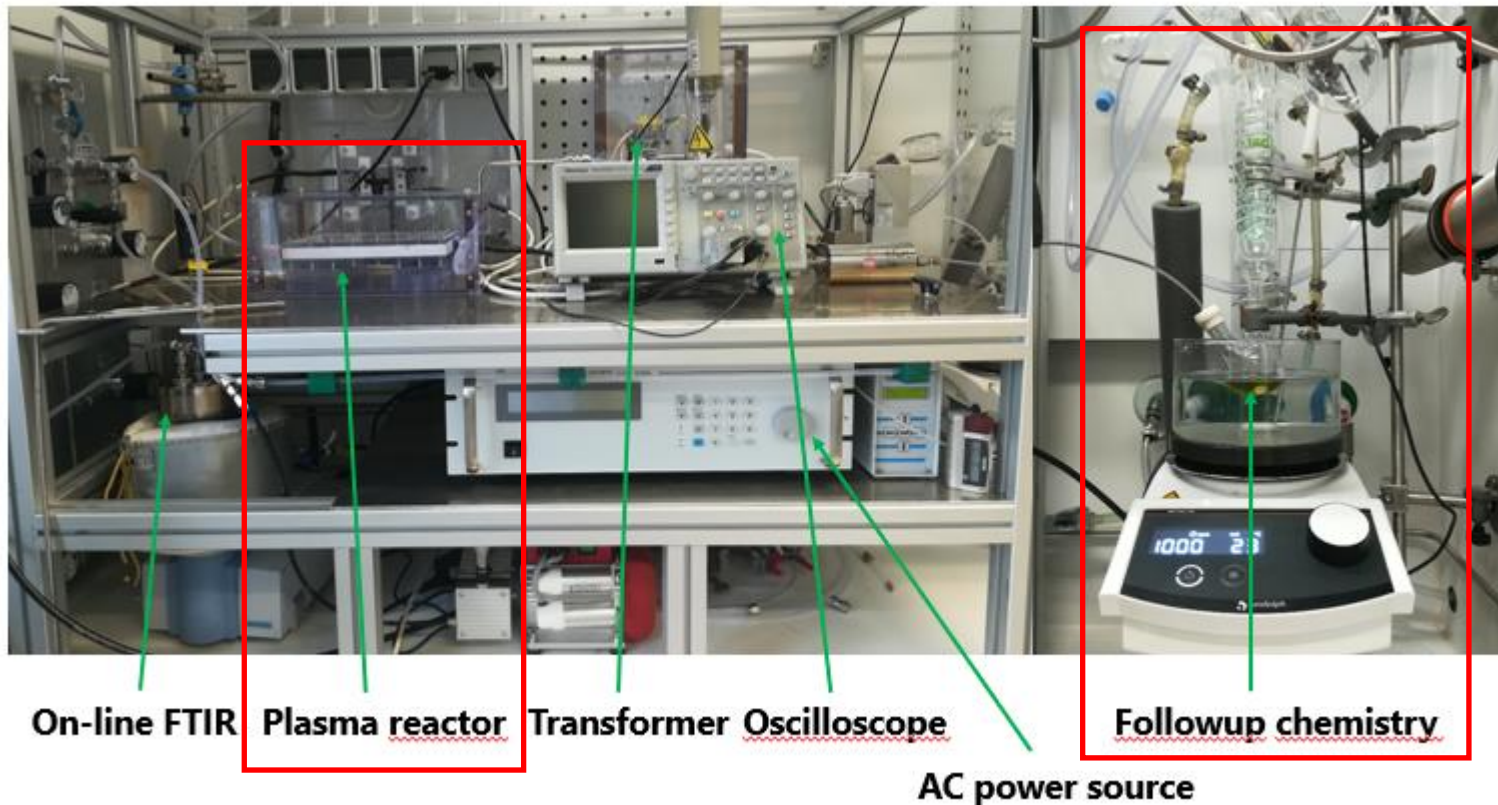 1000 23
On-line FTIR Plasma reactor Transformer Oscilloscope Followup chemistry
AC power source